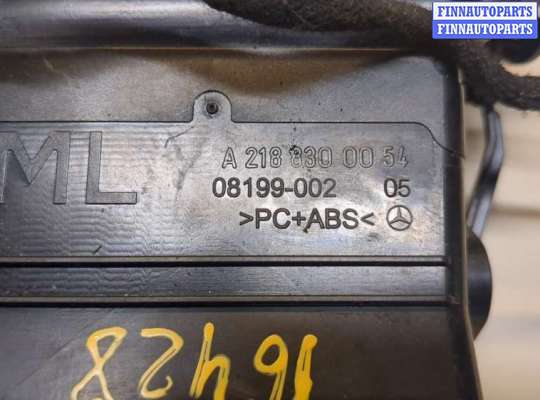 FINNAUTOPARTS
FINNAUTOPARTS
ML
A 218 830 00 54
08199-002 05
>PC+ABS<
16428